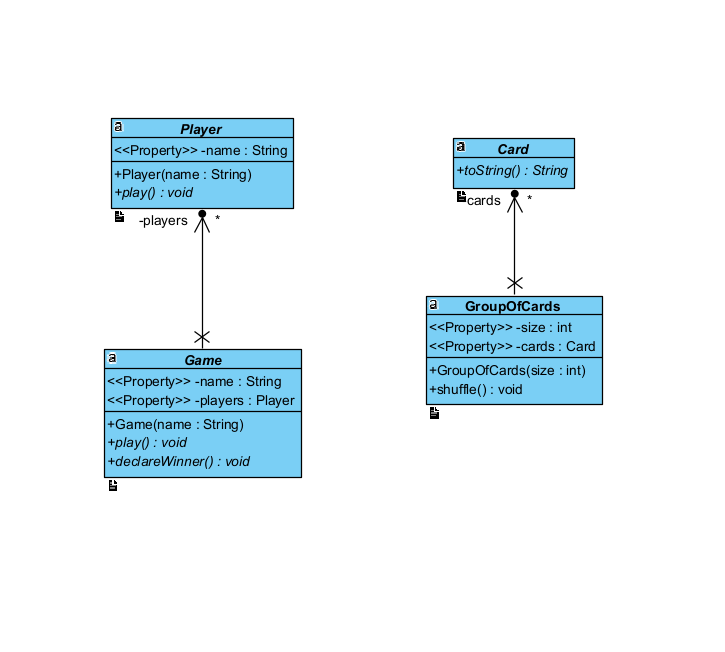 a
Player
<<Property>> -name : String
+Player(name : String)
+play() : void
-players *
a
Game
<<Property>> -name : String
<<Property>> -players : Player
+Game(name : String)
+play() : void
+declareWinner() : void
a
Card
+toString() : String
cards *
a
GroupOfCards
<<Property>> -size : int
<<Property>> -cards : Card
+GroupOfCards(size : int)
+shuffle() : void